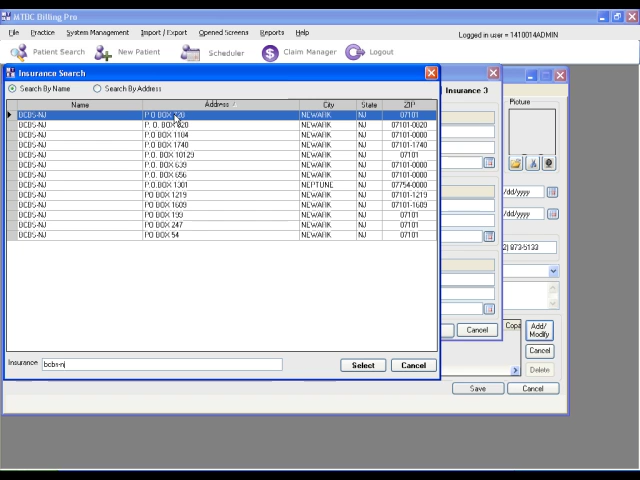 MTBC Billing Pro
File Practice System Management Import / Export Opened Screens Reports Help
Logged in user = 1410014ADMIN
Patient Search New Patient Scheduler Claim Manager Logout
Insurance Search
Search By Name Search By Address
Name Address City State ZIP
BCBS-NJ NEWARK NJ 07101
BCBS-NJ P. O. BOX 820 NEWARK NJ 07101-0820
BCBS-NJ P.O. BOX 1104 NEWARK NJ 07101-0000
BCBS-NJ P.O. BOX 1740 NEWARK NJ 07101-1740
BCBS-NJ P.O. BOX 10129 NEWARK NJ 07101
BCBS-NJ P.O. BOX 639 NEWARK NJ 07101-0000
BCBS-NJ P.O. BOX 656 NEWARK NJ 07101-0000
BCBS-NJ P.O. BOX 1301 NEPTUNE NJ 07754-0000
BCBS-NJ PO BOX 1219 NEWARK NJ 07101-1219
BCBS-NJ PO BOX 1609 NEWARK NJ 07101-1609
BCBS-NJ PO BOX 199 NEWARK NJ 07101
BCBS-NJ PO BOX 247 NEWARK NJ 07101
BCBS-NJ PO BOX 54 NEWARK NJ 07101
Insurance bcbs-nj
Select Cancel
Insurance 3
Cancel
Picture
/dd/yyyy
/dd/yyyy
2) 873-5133
Copa
Add/
Modify
Cancel
Delete
Save Cancel